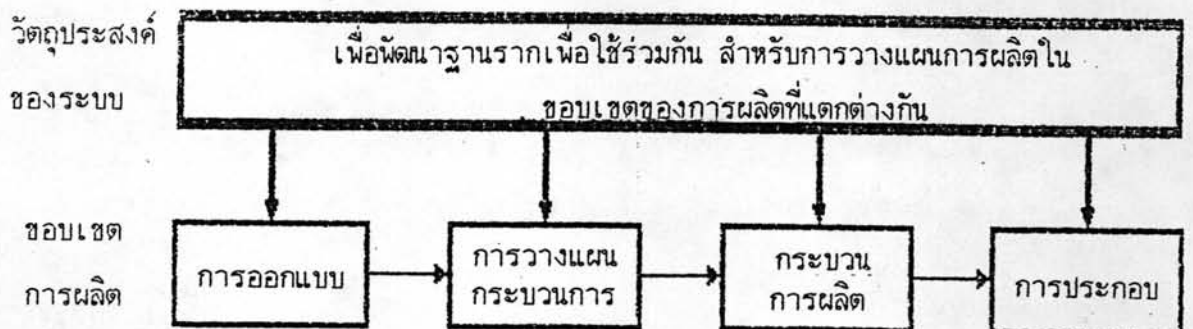 วัตถุประสงค์
ของระบบ
เพื่อพัฒนาฐานรากเพื่อใช้ร่วมกัน สำหรับการวางแผนการผลิตใน
ขอบเขตของการผลิตที่แตกต่างกัน
ขอบเขต
การผลิต
การออกแบบ
การวางแผน
กระบวนการ
กระบวน
การผลิต
การประกอบ